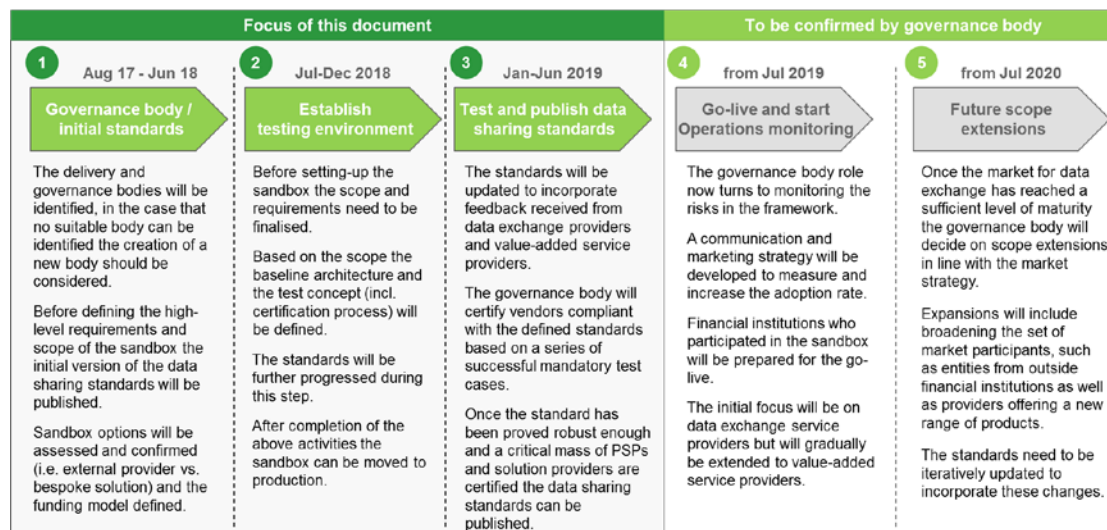 Focus of this document
To be confirmed by governance body
1
Aug 17 - Jun 18
Governance body /
initial standards
The delivery and
governance bodies will be
identified, in the case that
no suitable body can be
identified the creation of a
new body should be
considered.
Before defining the high-
level requirements and
scope of the sandbox the
initial version of the data
sharing standards will be
published.
Sandbox options will be
assessed and confirmed
(i.e. external provider vs.
bespoke solution) and the
funding model defined.
2
Jul-Dec 2018
Establish
testing environment
Before setting-up the
sandbox the scope and
requirements need to be
finalised.
Based on the scope the
baseline architecture and
the test concept (incl.
certification process) will
be defined.
The standards will be
further progressed during
this step.
After completion of the
above activities the
sandbox can be moved to
production.
3
Jan-Jun 2019
Test and publish data
sharing standards
The standards will be
updated to incorporate
feedback received from
data exchange providers
and value-added service
providers.
The governance body will
certify vendors compliant
with the defined standards
based on a series of
successful mandatory test
cases.
Once the standard has
been proved robust enough
and a critical mass of PSPs
and solution providers are
certified the data sharing
standards can be
published.
4
from Jul 2019
Go-live and start
Operations monitoring
The governance body role
now turns to monitoring the
risks in the framework.
A communication and
marketing strategy will be
developed to measure and
increase the adoption rate.
Financial institutions who
participated in the sandbox
will be prepared for the go-
live.
The initial focus will be on
data exchange service
providers but will gradually
be extended to value-added
service providers.
5
from Jul 2020
Future scope
extensions
Once the market for data
exchange has reached a
sufficient level of maturity
the governance body will
decide on scope extensions
in line with the market
strategy.
Expansions will include
broadening the set of
market participants, such
as entities from outside
financial institutions as well
as providers offering a new
range of products.
The standards need to be
iteratively updated to
incorporate these changes.